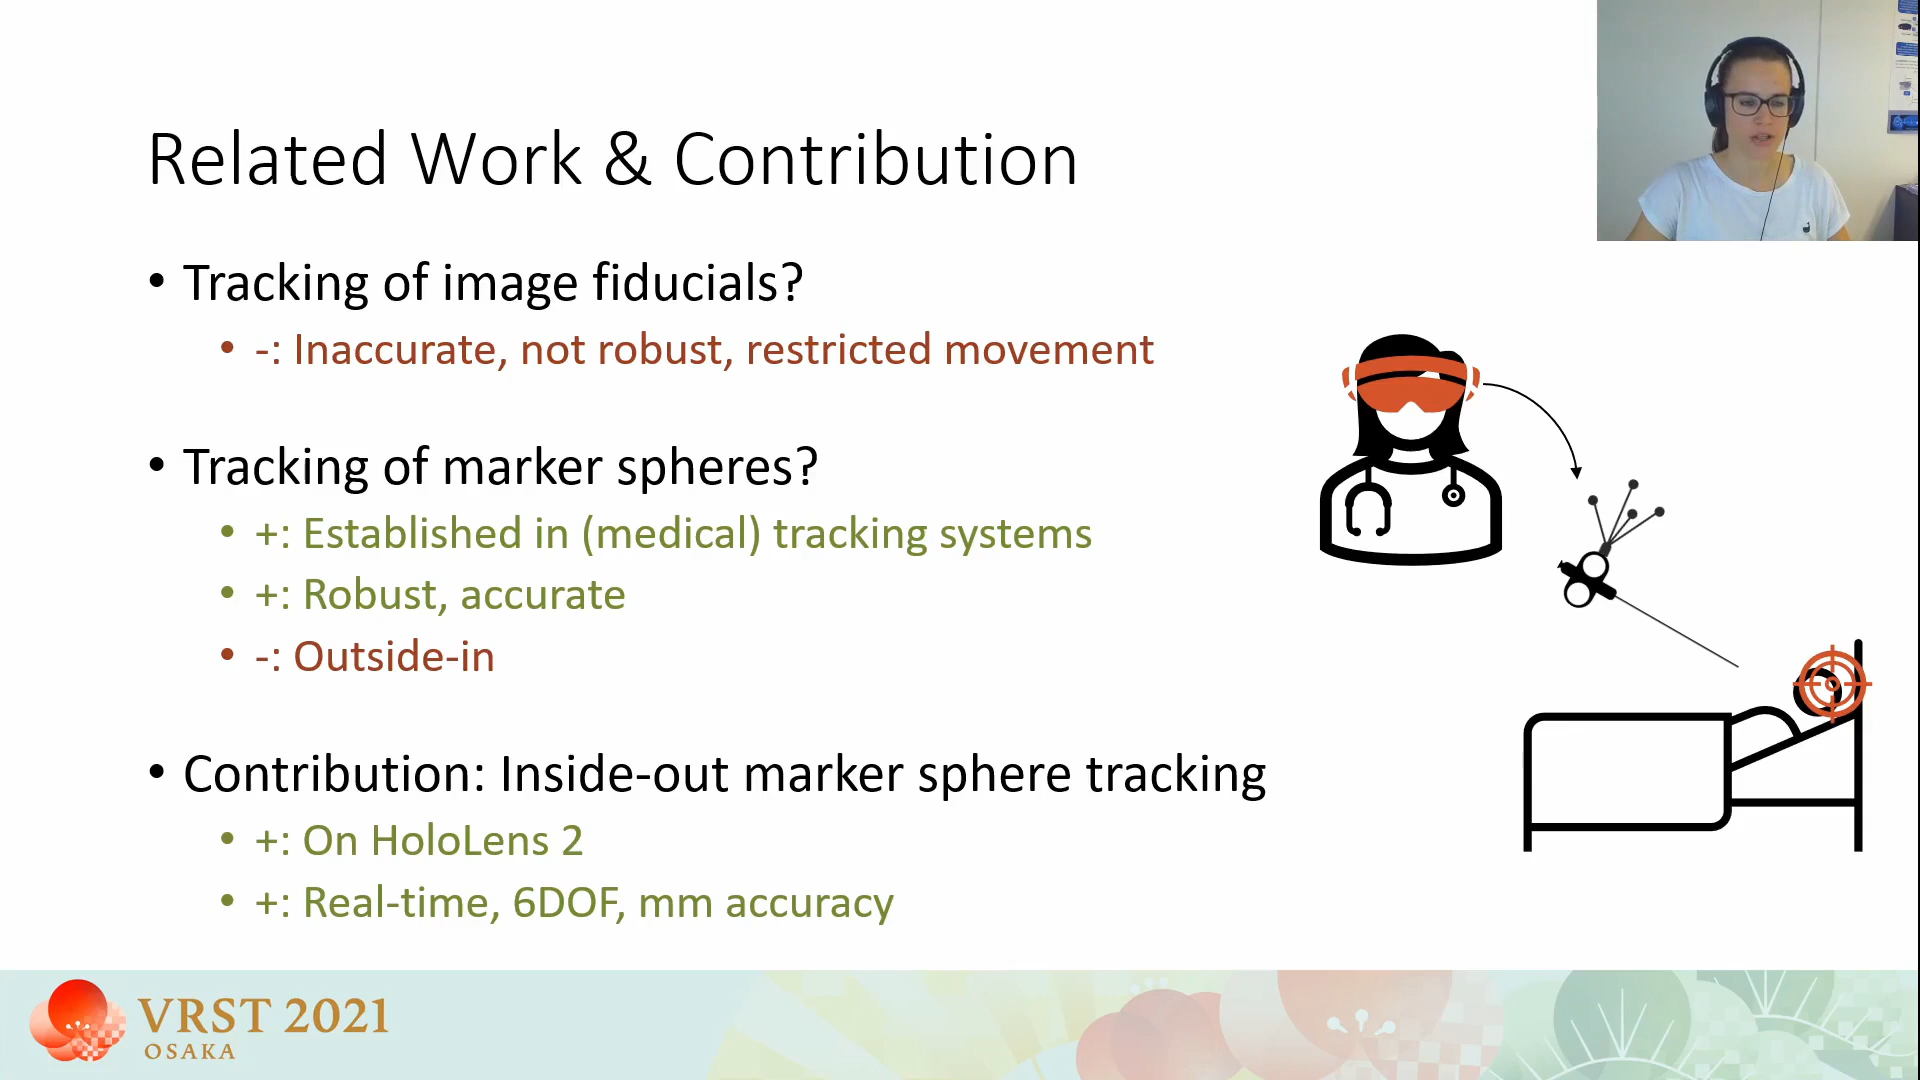 Related Work & Contribution
• Tracking of image fiducials?
• -: Inaccurate, not robust, restricted movement
• Tracking of marker spheres?
• +: Established in (medical) tracking systems
• +: Robust, accurate
• -: Outside-in
• Contribution: Inside-out marker sphere tracking
• +: On HoloLens 2
• +: Real-time, 6DOF, mm accuracy
VRST 2021
OSAKA